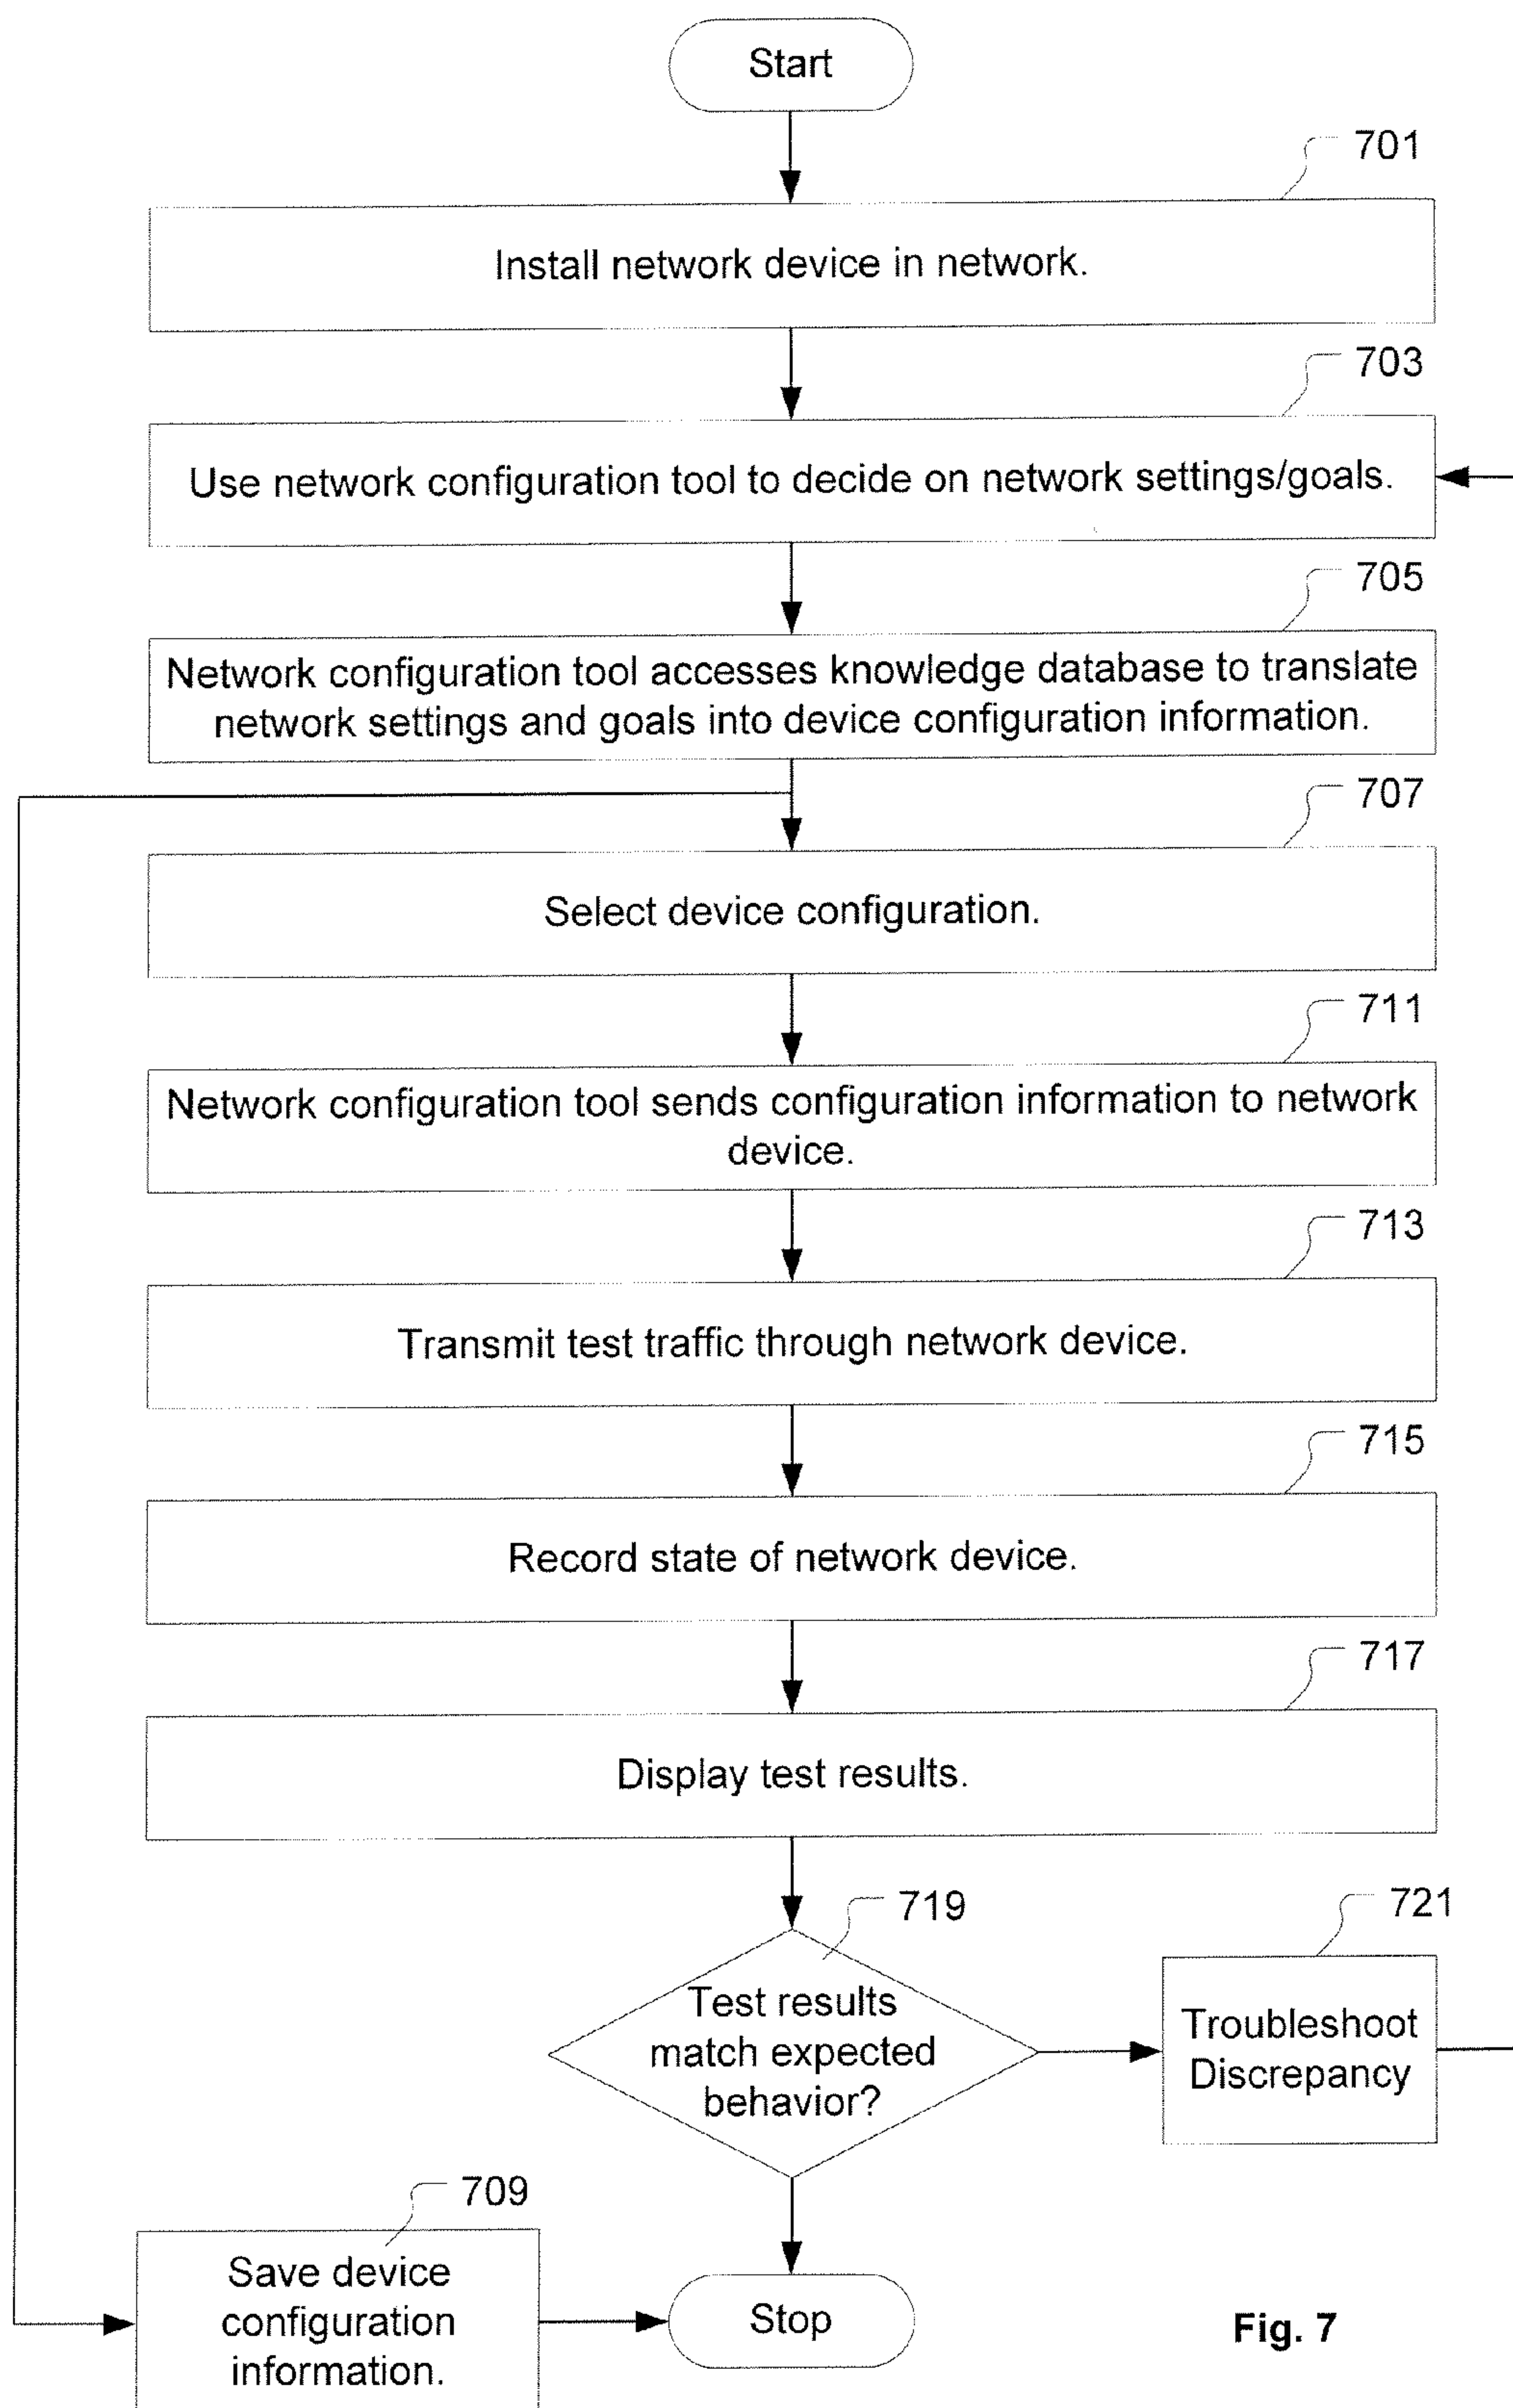 Start
701
Install network device in network.
703
Use network configuration tool to decide on network settings/goals.
705
Network configuration tool accesses knowledge database to translate
network settings and goals into device configuration information.
707
Select device configuration.
711
Network configuration tool sends configuration information to network
device.
713
Transmit test traffic through network device.
715
Record state of network device.
717
Display test results.
719
Test results
match expected
behavior?
721
Troubleshoot
Discrepancy
709
Save device
configuration
information.
Stop
Fig. 7